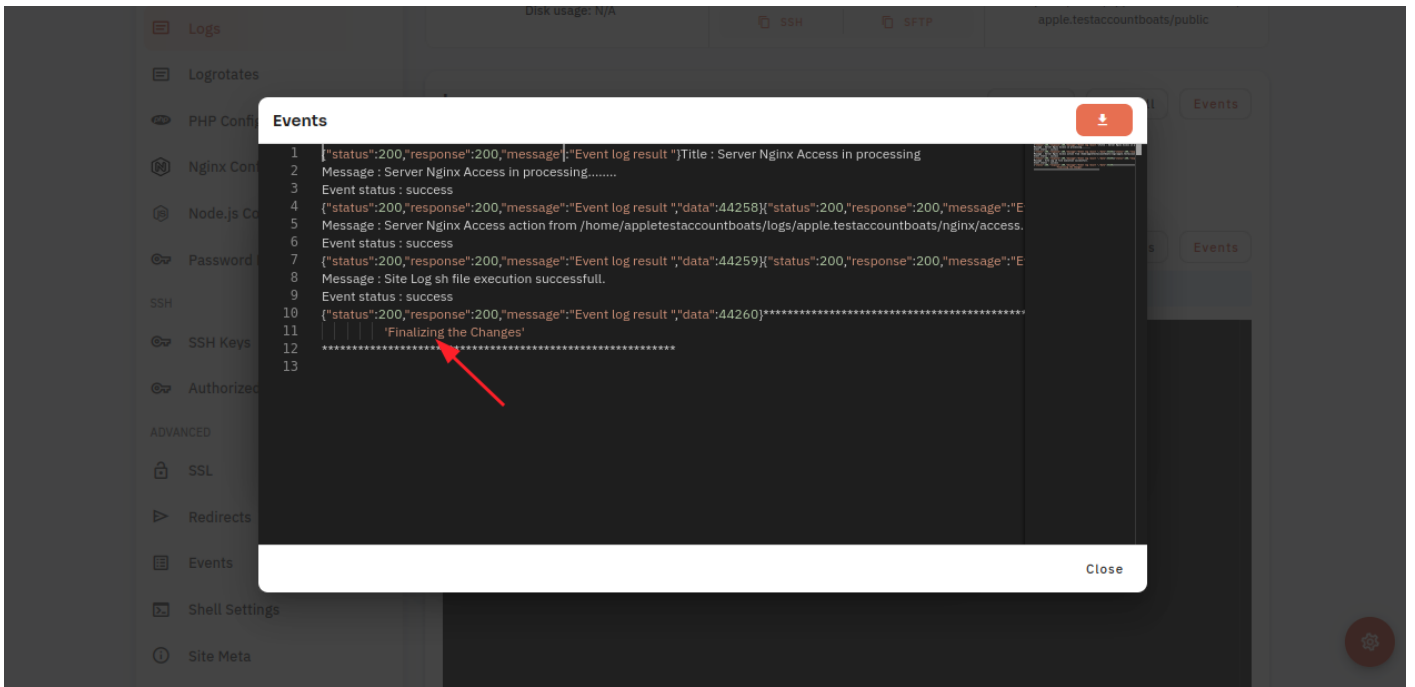 Disk usage: N/A
SSH
SFTP
apple.testaccountboats/public
Logs
Logrotates
PHP Config
Nginx Con
Node.js Co
Password
SSH
SSH Keys
Authorized
ADVANCED
SSL
Redirects
Events
Shell Settings
Site Meta
Events
Events
Events
1 {"status":200,"response":200,"message":"Event log result "}Title : Server Nginx Access in processing
2 Message : Server Nginx Access in processing........
3 Event status : success
4 {"status":200,"response":200,"message":"Event log result ","data":44258}{"status":200,"response":200,"message":"E
5 Message : Server Nginx Access action from /home/appletestaccountboats/logs/apple.testaccountboats/nginx/access.
6 Event status : success
7 {"status":200,"response":200,"message":"Event log result ","data":44259}{"status":200,"response":200,"message":"E
8 Message : Site Log sh file execution successfull.
9 Event status : success
10 {"status":200,"response":200,"message":"Event log result ","data":44260}********************************************
11 'Finalizing the Changes'
12 ***********************************************************
13
Close